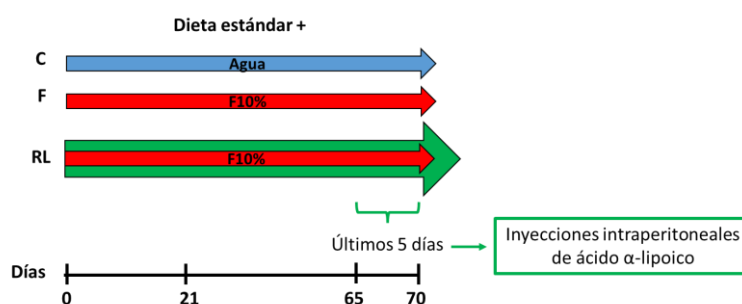 Dieta estándar +
C
Agua
F
F10%
RL
F10%
Últimos 5 días
Inyecciones intraperitoneales
de ácido α-lipoico
Días
0
21
65
70